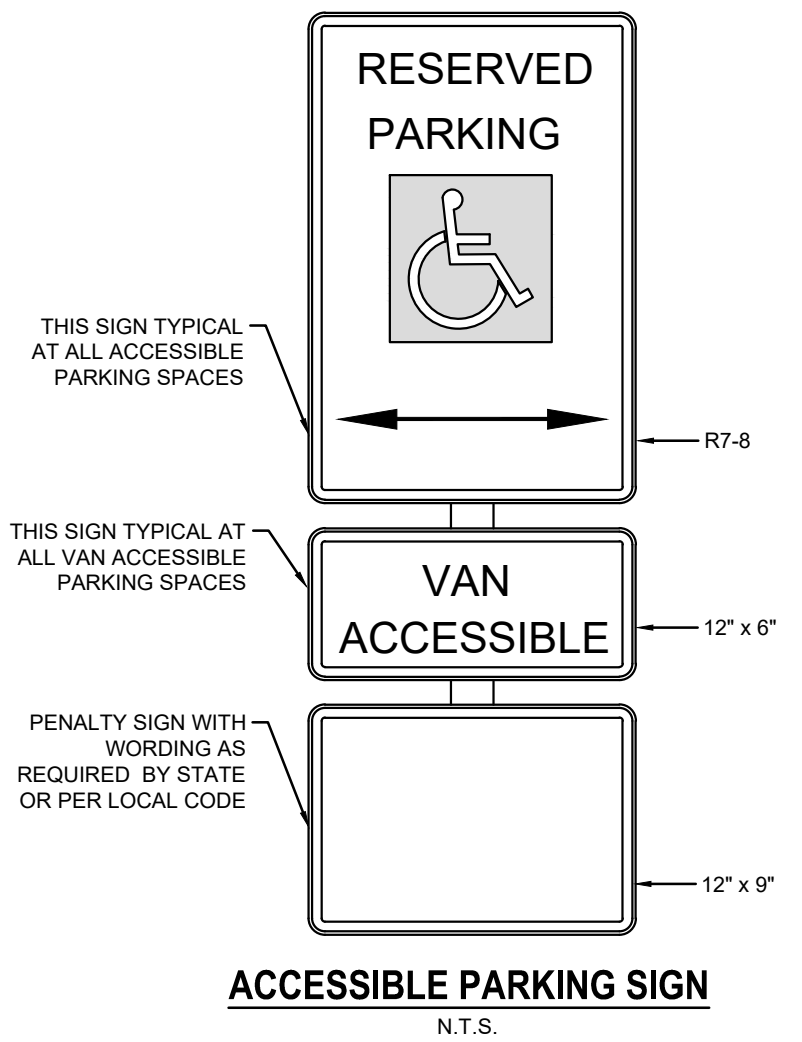 RESERVED
PARKING
THIS SIGN TYPICAL
AT ALL ACCESSIBLE
PARKING SPACES
R7-8
THIS SIGN TYPICAL AT
ALL VAN ACCESSIBLE
PARKING SPACES
VAN
ACCESSIBLE
12" x 6"
PENALTY SIGN WITH
WORDING AS
REQUIRED BY STATE
OR PER LOCAL CODE
12" x 9"
ACCESSIBLE PARKING SIGN
N.T.S.